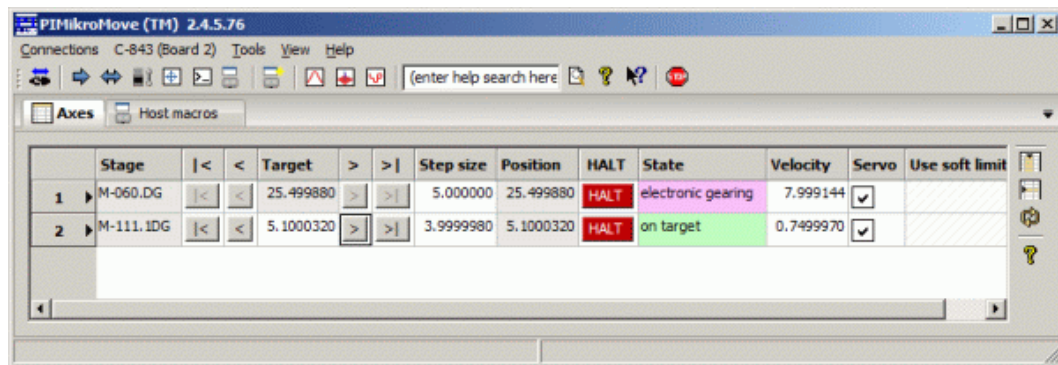 PIMikroMove (TM) 2.4.5.76
Connections C-843 (Board 2) Tools View Help
(enter help search here STOP
Axes Host macros
Stage |< < Target > >| Step size Position HALT State Velocity Servo Use soft limit
1 M-060.DG |< < 25.499880 > >| 5.000000 25.499880 HALT electronic gearing 7.999144
2 M-111.1DG |< < 5.1000320 > >| 3.9999980 5.1000320 HALT on target 0.7499970